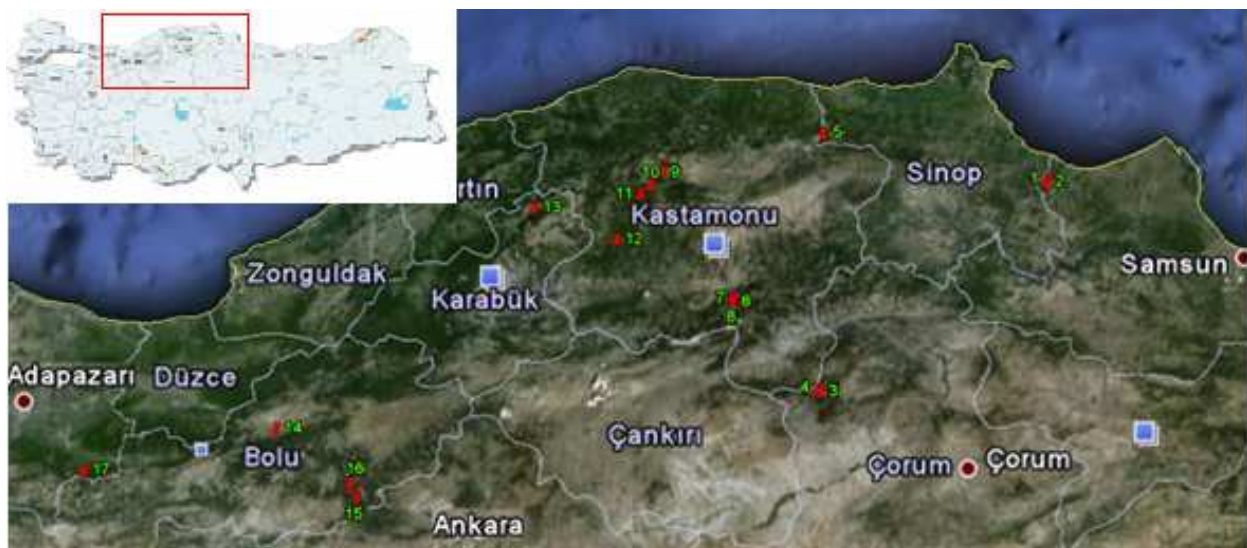 5
10 9
11
1 2
Sinop
rtın
13
Kastamonu
12
Zonguldak
Samsun
Karabük
7 6
8
Adapazarı Düzce
4 3
14
Çankırı
Bolu
17
16
Çorum Çorum
15
Ankara